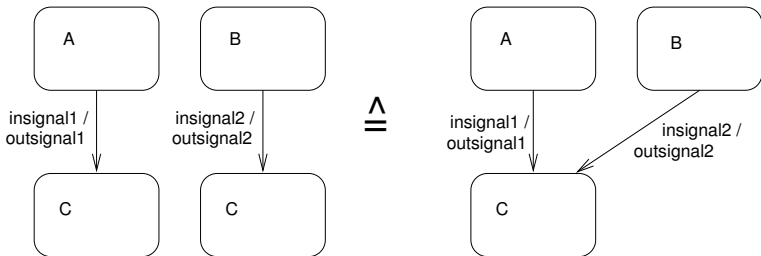 A
B
insignal1 /
outsignal1
insignal2 /
outsignal2
C
C
≙
A
B
insignal1 /
outsignal1
insignal2 /
outsignal2
C